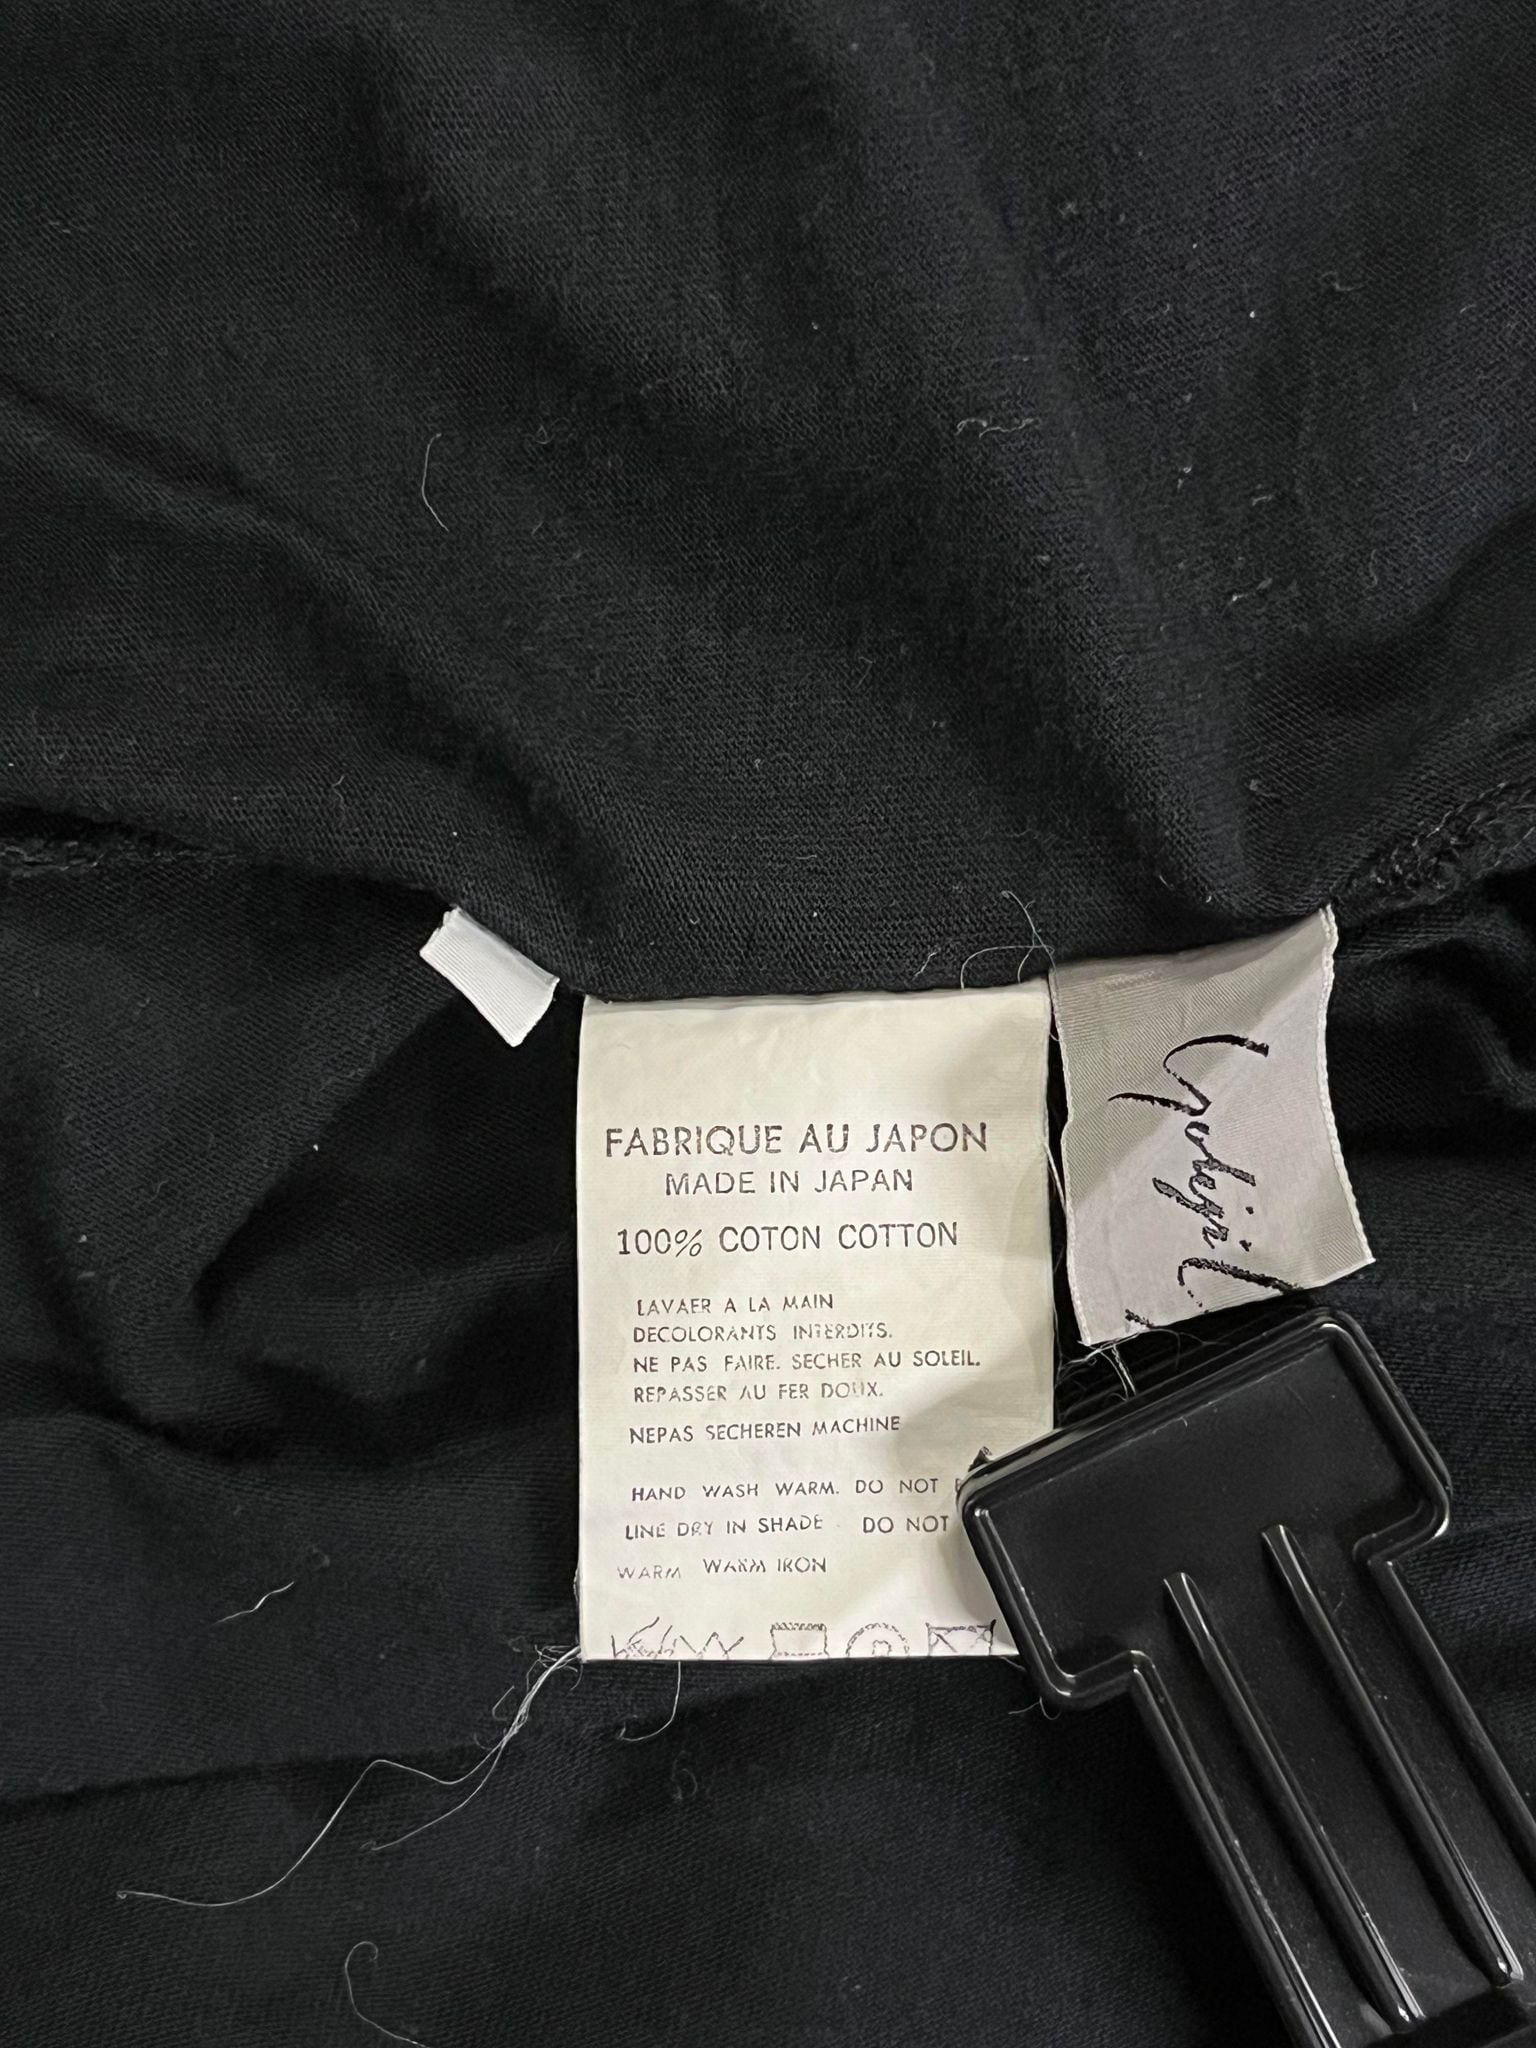 FABRIQUE AU JAPON
MADE IN JAPAN
100% COTON COTTON
LAVAER A LA MAIN
DECOLORANTS INTERDITS.
NE PAS FAIRE. SECHER AU SOLEIL.
REPASSER AU FER DOUX.
NEPAS SECHEREN MACHINE
HAND WASH WARM. DO NOT
LINE DRY IN SHADE DO NOT
WARM WARM IRON